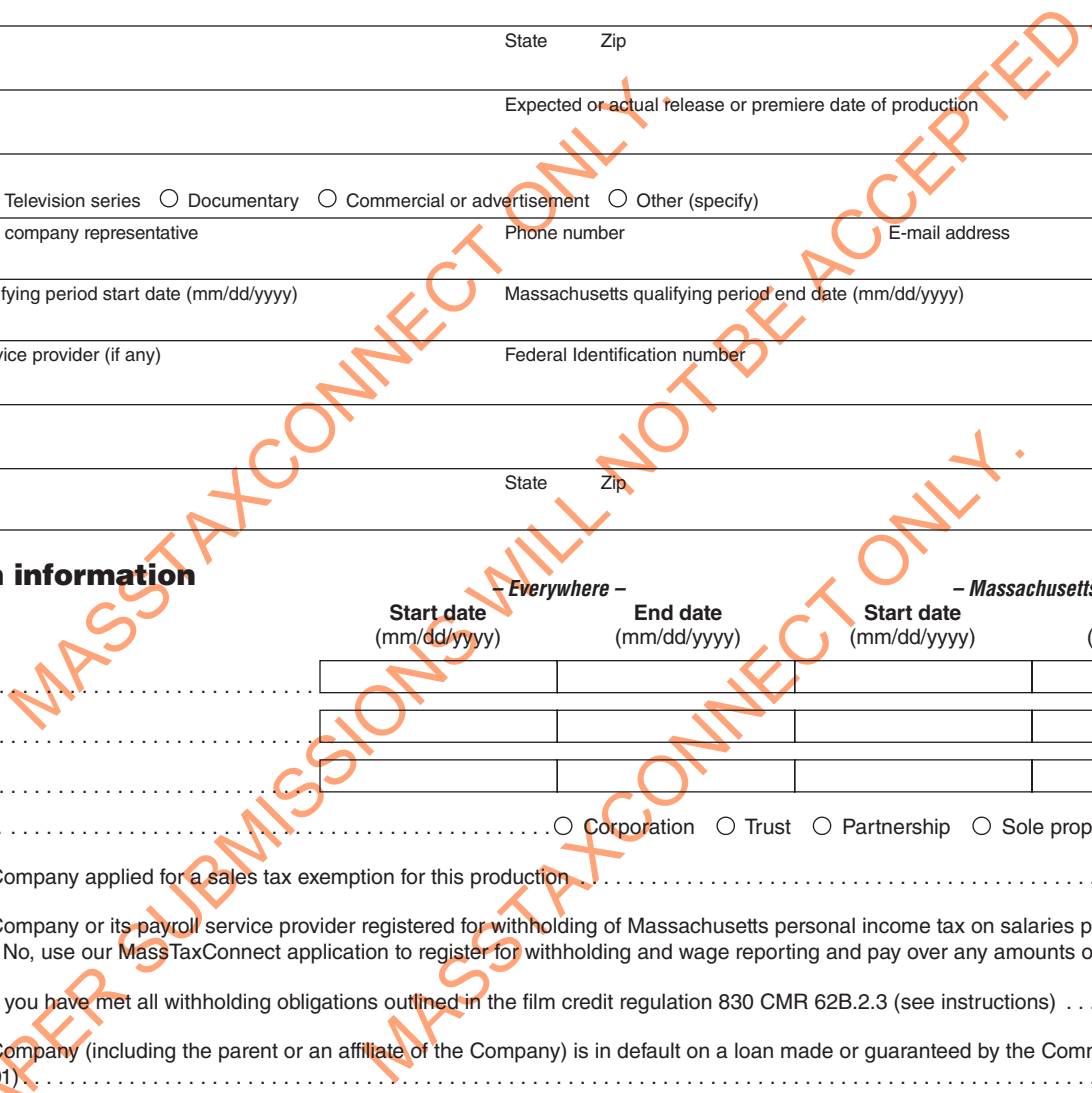 State Zip
Expected or actual release or premiere date of production
Television series Documentary Commercial or advertisement Other (specify)
company representative Phone number E-mail address
fying period start date (mm/dd/yyyy) Massachusetts qualifying period end date (mm/dd/yyyy)
vice provider (if any) Federal Identification number
State Zip
information
– Everywhere – – Massachusetts
Start date End date Start date
(mm/dd/yyyy) (mm/dd/yyyy) (mm/dd/yyyy) (
Corporation Trust Partnership Sole prop
Company applied for a sales tax exemption for this production
Company or its payroll service provider registered for withholding of Massachusetts personal income tax on salaries p
No, use our MassTaxConnect application to register for withholding and wage reporting and pay over any amounts o
you have met all withholding obligations outlined in the film credit regulation 830 CMR 62B.2.3 (see instructions)
Company (including the parent or an affiliate of the Company) is in default on a loan made or guaranteed by the Comm
01)
MASSTAXCONNECT ONLY.
APER SUBMISSIONS WILL NOT BE ACCEPTED.
MASSTAXCONNECT ONLY.